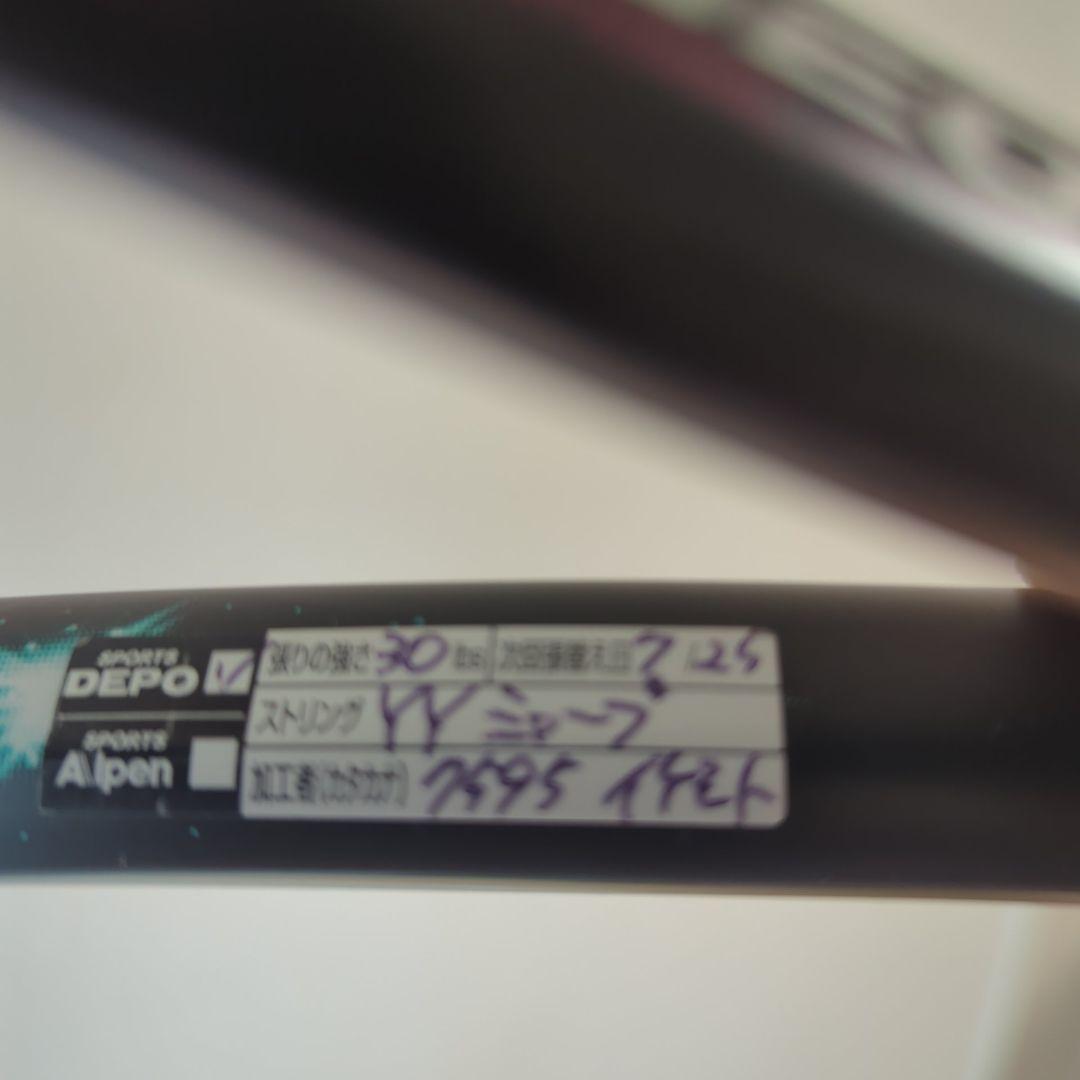 SPORTS
DEPO
張りの強さ 30 lbs 次回張替え日 7/25
ストリング YY
SPORTS
Alpen
加工者(カタカナ) 7595